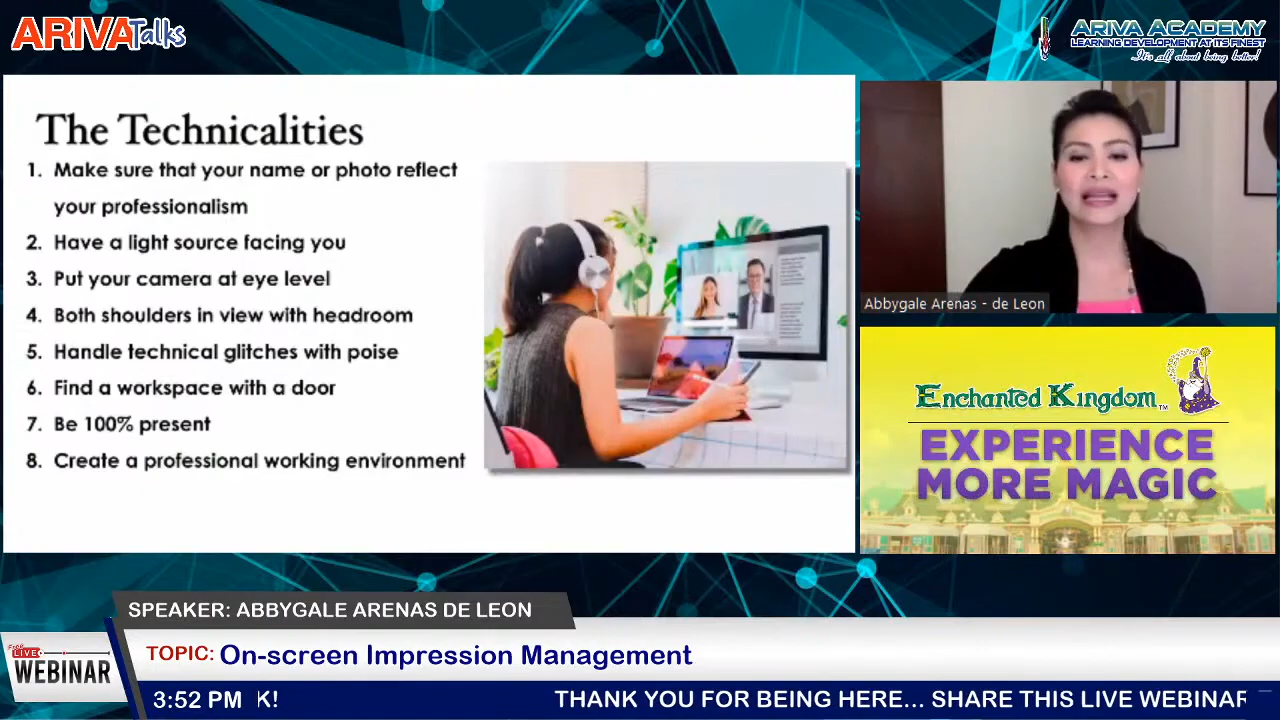 ARIVA Talks
ARIVA ACADEMY
LEARNING DEVELOPMENT AT ITS FINEST
It's all about being better!
The Technicalities
1. Make sure that your name or photo reflect
your professionalism
2. Have a light source facing you
3. Put your camera at eye level
4. Both shoulders in view with headroom
5. Handle technical glitches with poise
6. Find a workspace with a door
7. Be 100% present
8. Create a professional working environment
Abbygale Arenas - de Leon
Enchanted Kingdom™
EXPERIENCE
MORE MAGIC
SPEAKER: ABBYGALE ARENAS DE LEON
Free LIVE
WEBINAR
TOPIC: On-screen Impression Management
3:52 PM K! THANK YOU FOR BEING HERE... SHARE THIS LIVE WEBINAR